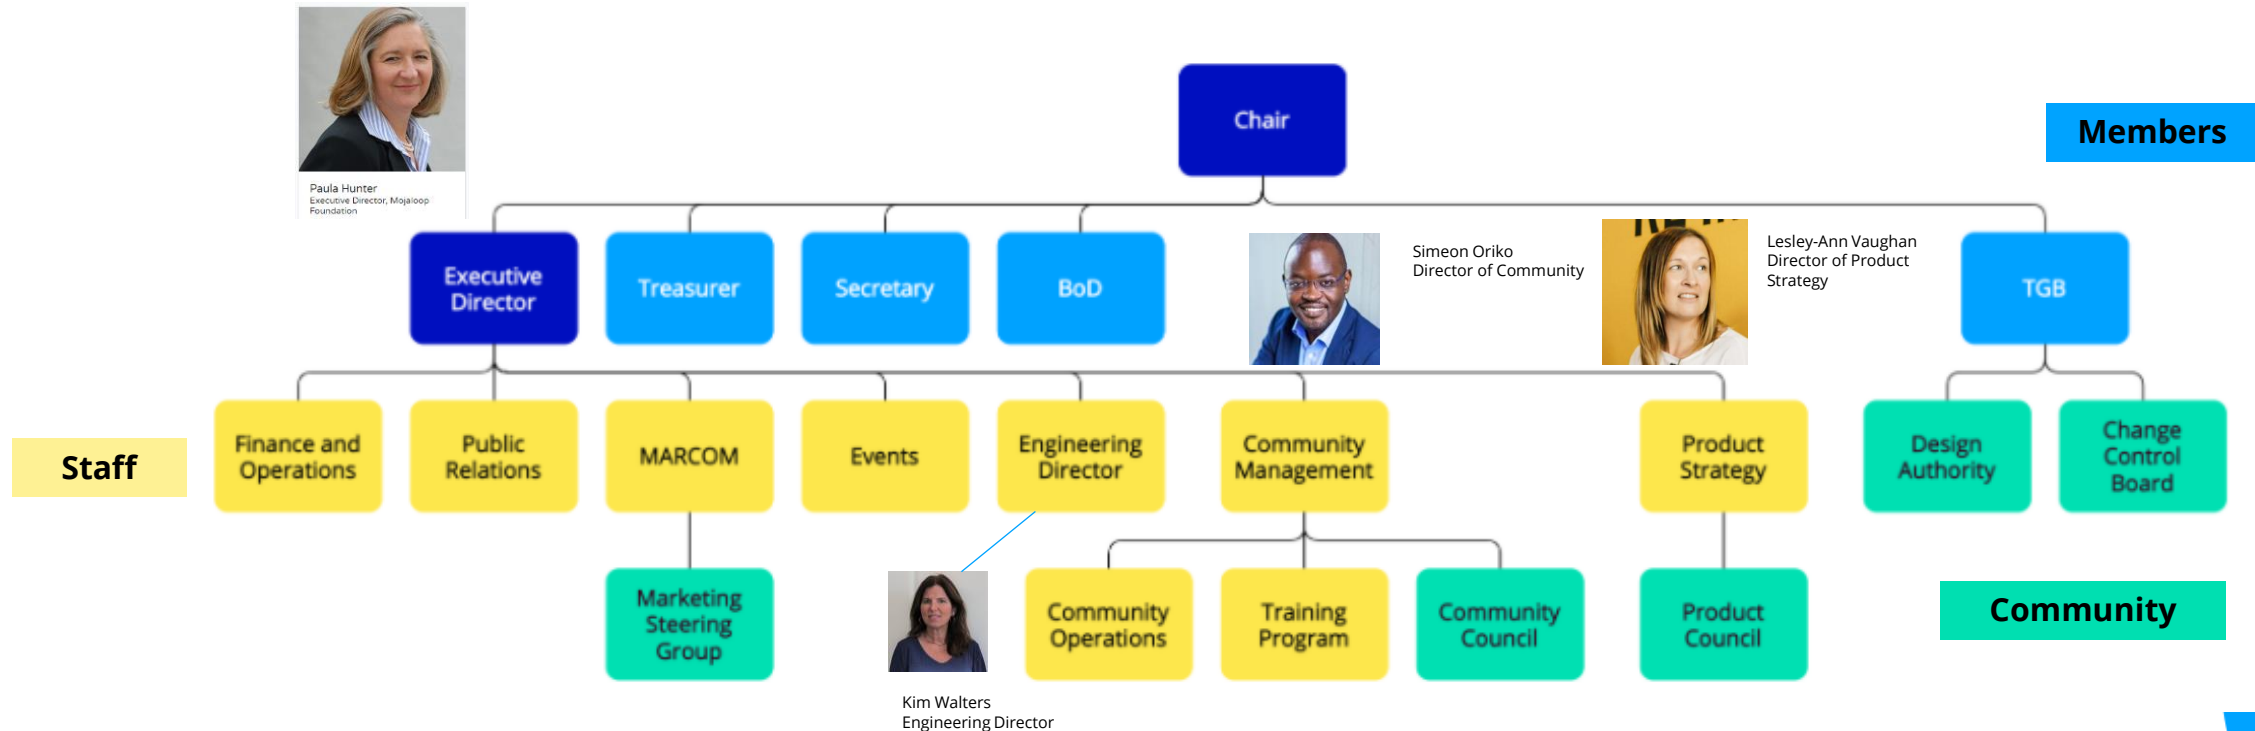 Paula Hunter
Executive Director, Mojaloop
Foundation
Chair
Members
Executive
Director
Treasurer
Secretary
BoD
Simeon Oriko
Director of Community
Lesley-Ann Vaughan
Director of Product
Strategy
TGB
Staff
Finance and
Operations
Public
Relations
MARCOM
Events
Engineering
Director
Community
Management
Product
Strategy
Design
Authority
Change
Control
Board
Marketing
Steering
Group
Community
Operations
Training
Program
Community
Council
Product
Council
Community
Kim Walters
Engineering Director